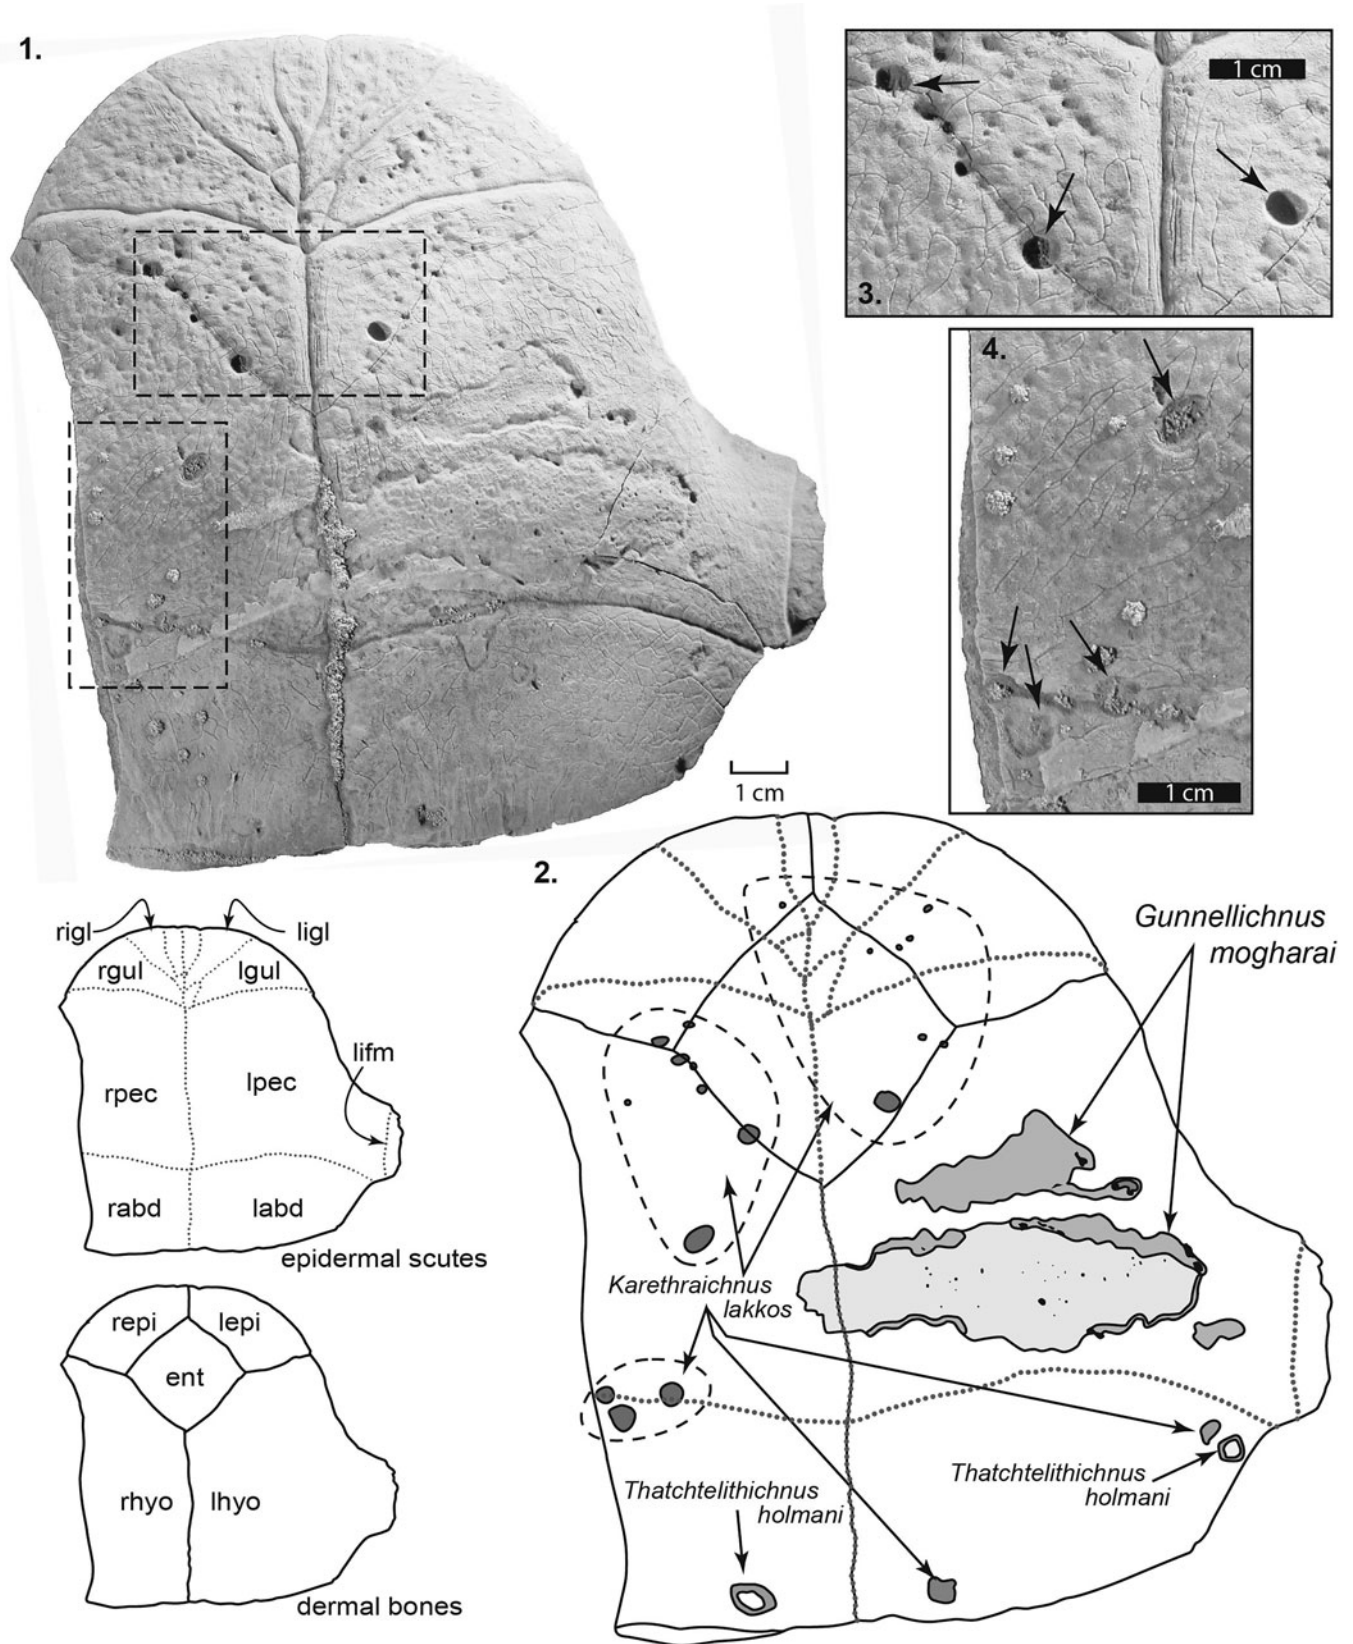 1.
1 cm
3.
4.
1 cm
1 cm
2.
rigl
ligl
rgul
lgul
lifm
rpec
lpec
rabd
labd
epidermal scutes
repi
lepi
ent
rhyo
lhyo
dermal bones
Gunnellichnus
mogharai
Karethraichnus
lakkos
Thatchtelithichnus
holmani
Thatchtelithichnus
holmani